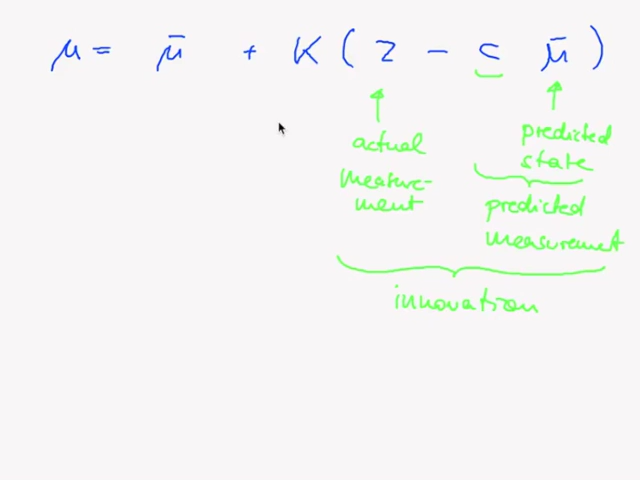 μ = μ̄ + K ( z - c μ̄ )
predicted
state
actual
measure-
ment
predicted
measurement
innovation